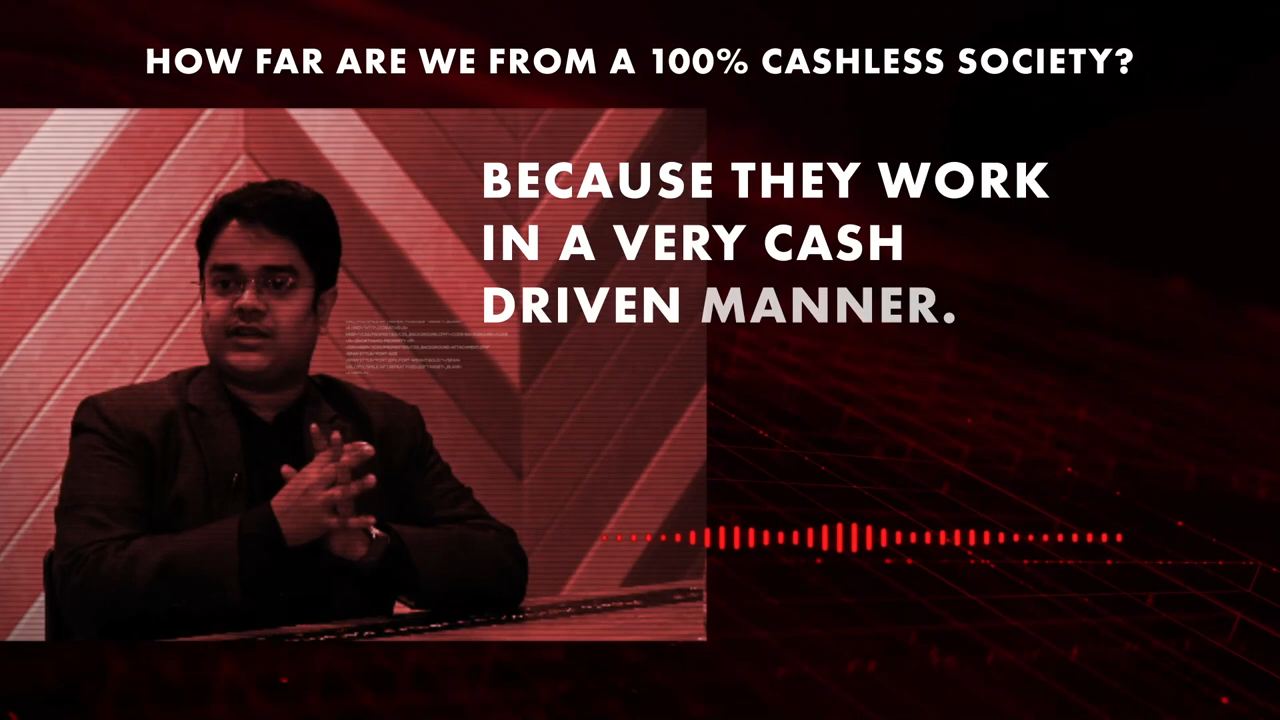 HOW FAR ARE WE FROM A 100% CASHLESS SOCIETY?
BECAUSE THEY WORK
IN A VERY CASH
DRIVEN MANNER.